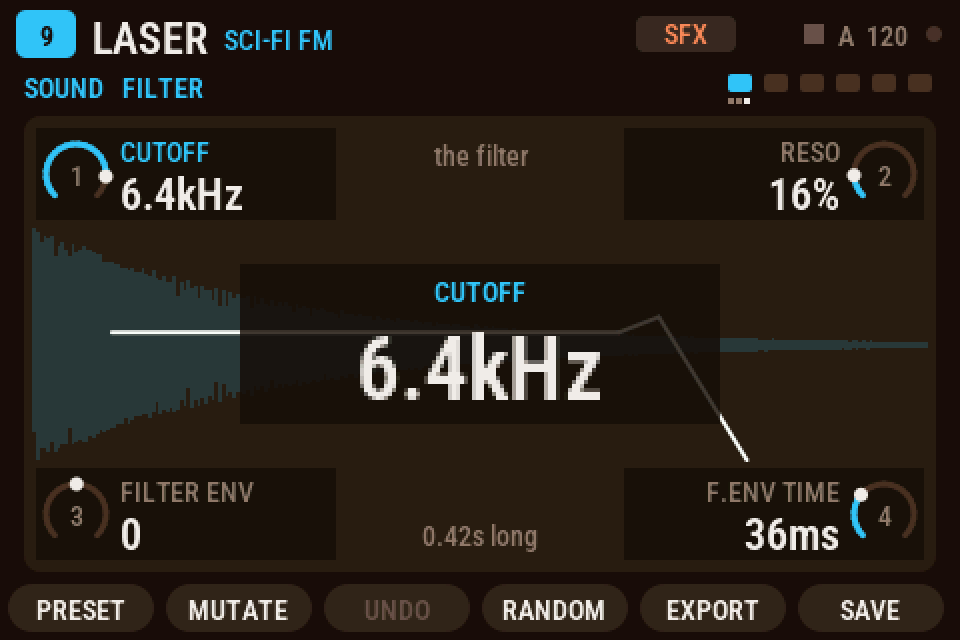 9 LASER SCI-FI FM SFX A 120
SOUND FILTER
1 CUTOFF 6.4kHz
the filter
RESO 16% 2
CUTOFF
6.4kHz
3 FILTER ENV 0
0.42s long
F.ENV TIME 36ms 4
PRESET MUTATE UNDO RANDOM EXPORT SAVE